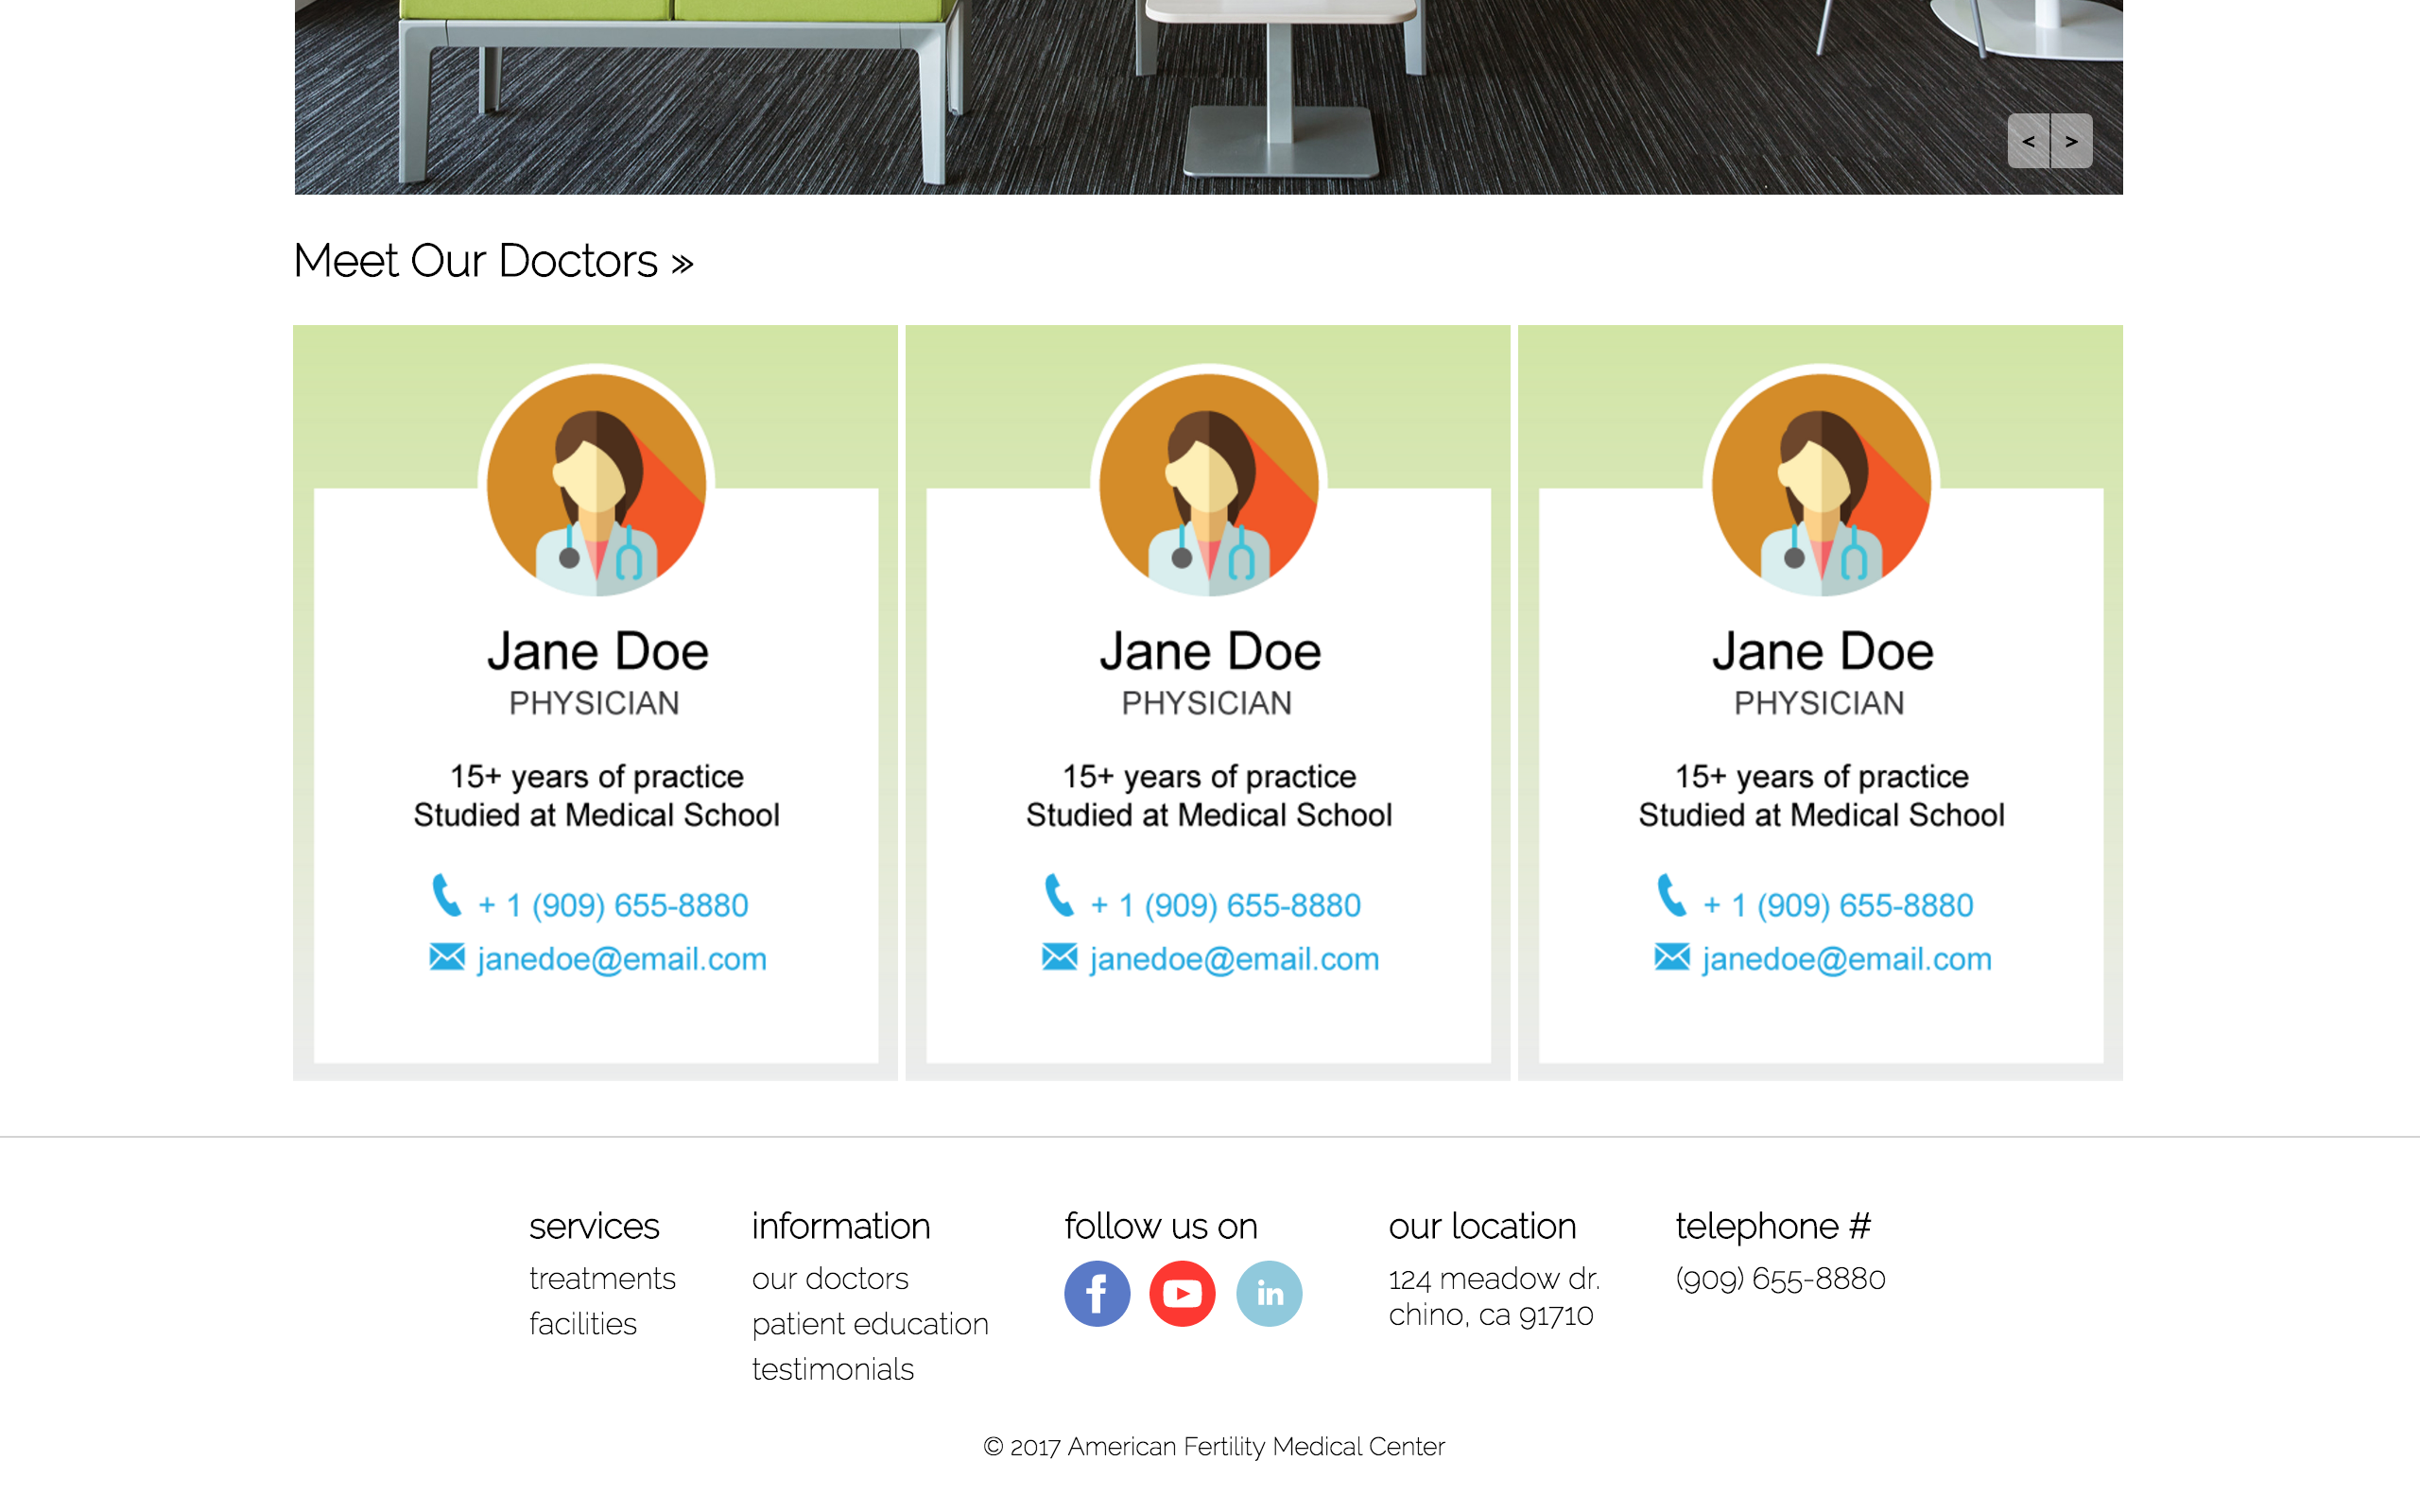 < >
Meet Our Doctors »
Jane Doe
PHYSICIAN
15+ years of practice
Studied at Medical School
+ 1 (909) 655-8880
janedoe@email.com
Jane Doe
PHYSICIAN
15+ years of practice
Studied at Medical School
+ 1 (909) 655-8880
janedoe@email.com
Jane Doe
PHYSICIAN
15+ years of practice
Studied at Medical School
+ 1 (909) 655-8880
janedoe@email.com
services
treatments
facilities
information
our doctors
patient education
testimonials
follow us on
f
in
our location
124 meadow dr.
chino, ca 91710
telephone #
(909) 655-8880
© 2017 American Fertility Medical Center